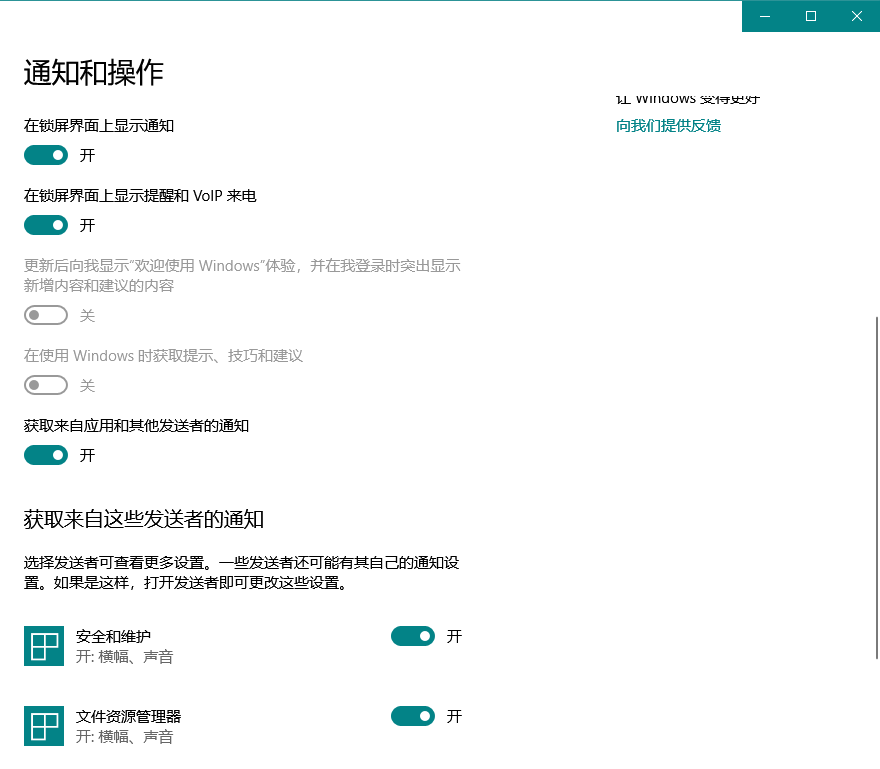 通知和操作
在锁屏界面上显示通知
开
在锁屏界面上显示提醒和 VoIP 来电
开
更新后向我显示“欢迎使用 Windows”体验，并在我登录时突出显示
新增内容和建议的内容
关
在使用 Windows 时获取提示、技巧和建议
关
获取来自应用和其他发送者的通知
开
获取来自这些发送者的通知
选择发送者可查看更多设置。一些发送者还可能有其自己的通知设
置。如果是这样，打开发送者即可更改这些设置。
安全和维护
开: 横幅、声音
开
文件资源管理器
开: 横幅、声音
开
让 Windows 变得更好
向我们提供反馈